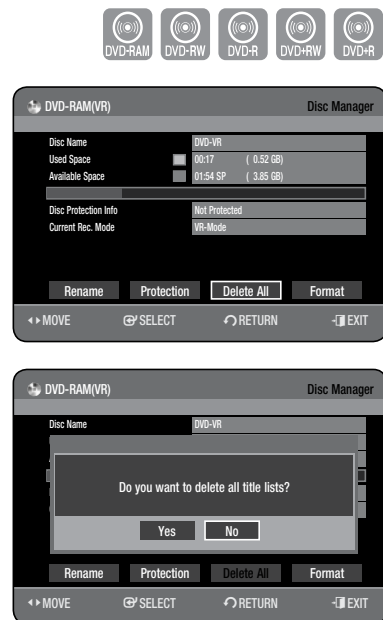 DVD-RAM DVD-RW DVD-R DVD+RW DVD+R
DVD-RAM(VR) Disc Manager
Disc Name DVD-VR
Used Space 00:17 ( 0.52 GB)
Available Space 01:54 SP ( 3.85 GB)
Disc Protection Info Not Protected
Current Rec. Mode VR-Mode
Rename Protection Delete All Format
MOVE SELECT RETURN EXIT
DVD-RAM(VR) Disc Manager
Disc Name DVD-VR
Do you want to delete all title lists?
Yes No
Rename Protection Delete All Format
MOVE SELECT RETURN EXIT